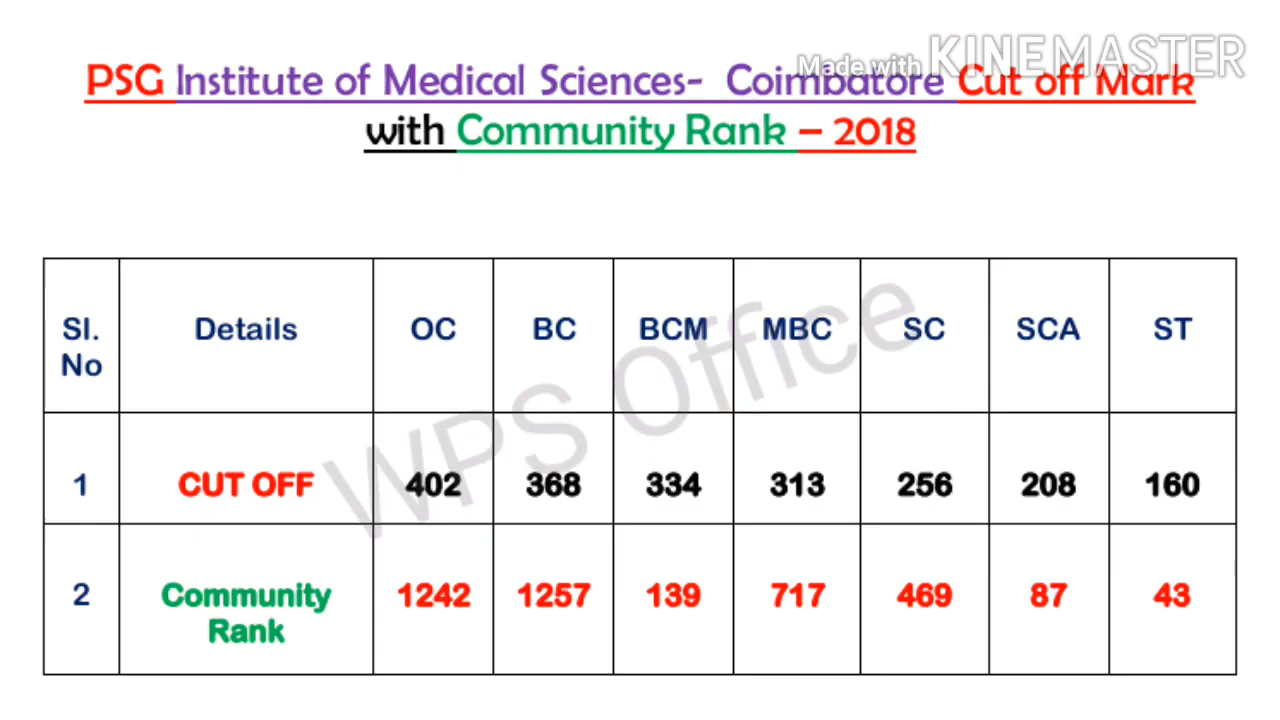 Made with KINEMASTER
PSG Institute of Medical Sciences- Coimbatore Cut off Mark
with Community Rank – 2018
Sl. No Details OC BC BCM MBC SC SCA ST
1 CUT OFF 402 368 334 313 256 208 160
2 Community Rank 1242 1257 139 717 469 87 43
WPS Office